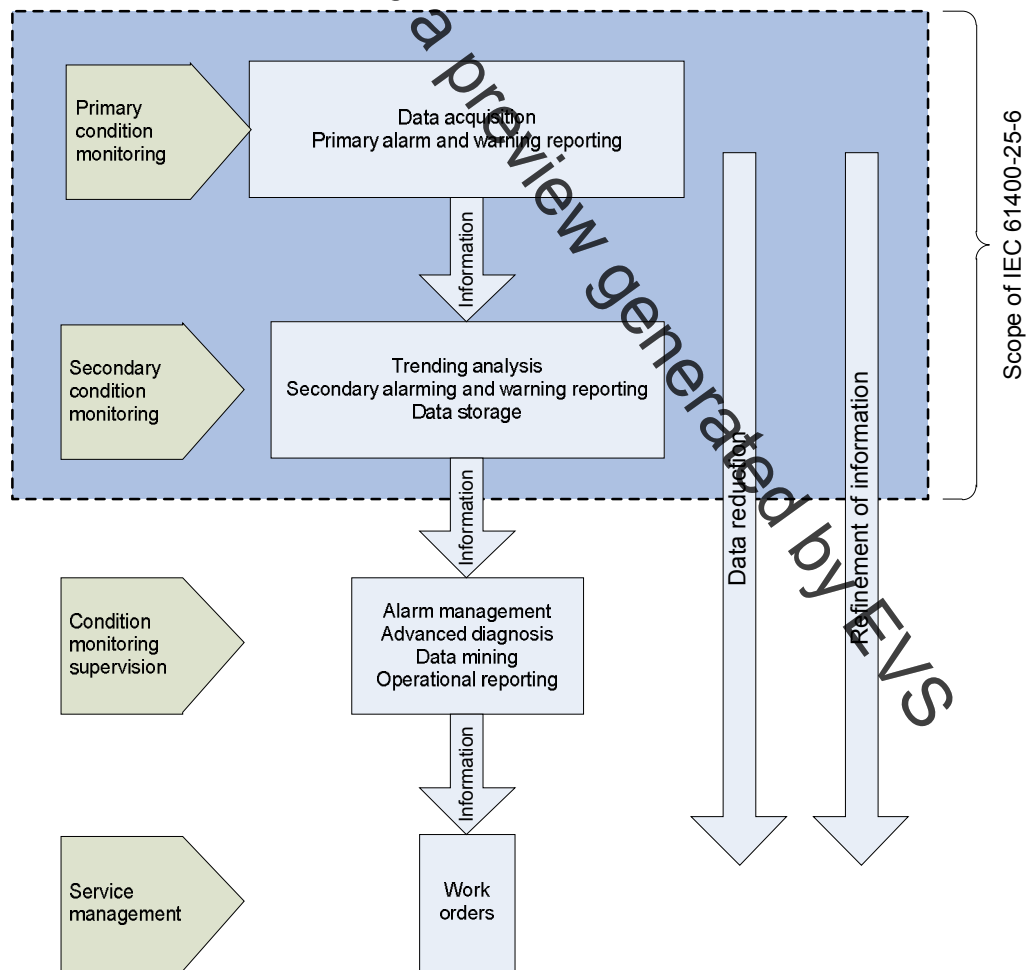 Primary
condition
monitoring
Data acquisition
Primary alarm and warning reporting
Information
Secondary
condition
monitoring
Trending analysis
Secondary alarming and warning reporting
Data storage
Information
Condition
monitoring
supervision
Alarm management
Advanced diagnosis
Data mining
Operational reporting
Information
Service
management
Work
orders
Data reduction
Refinement of information
Scope of IEC 61400-25-6
a preview generated by EVS